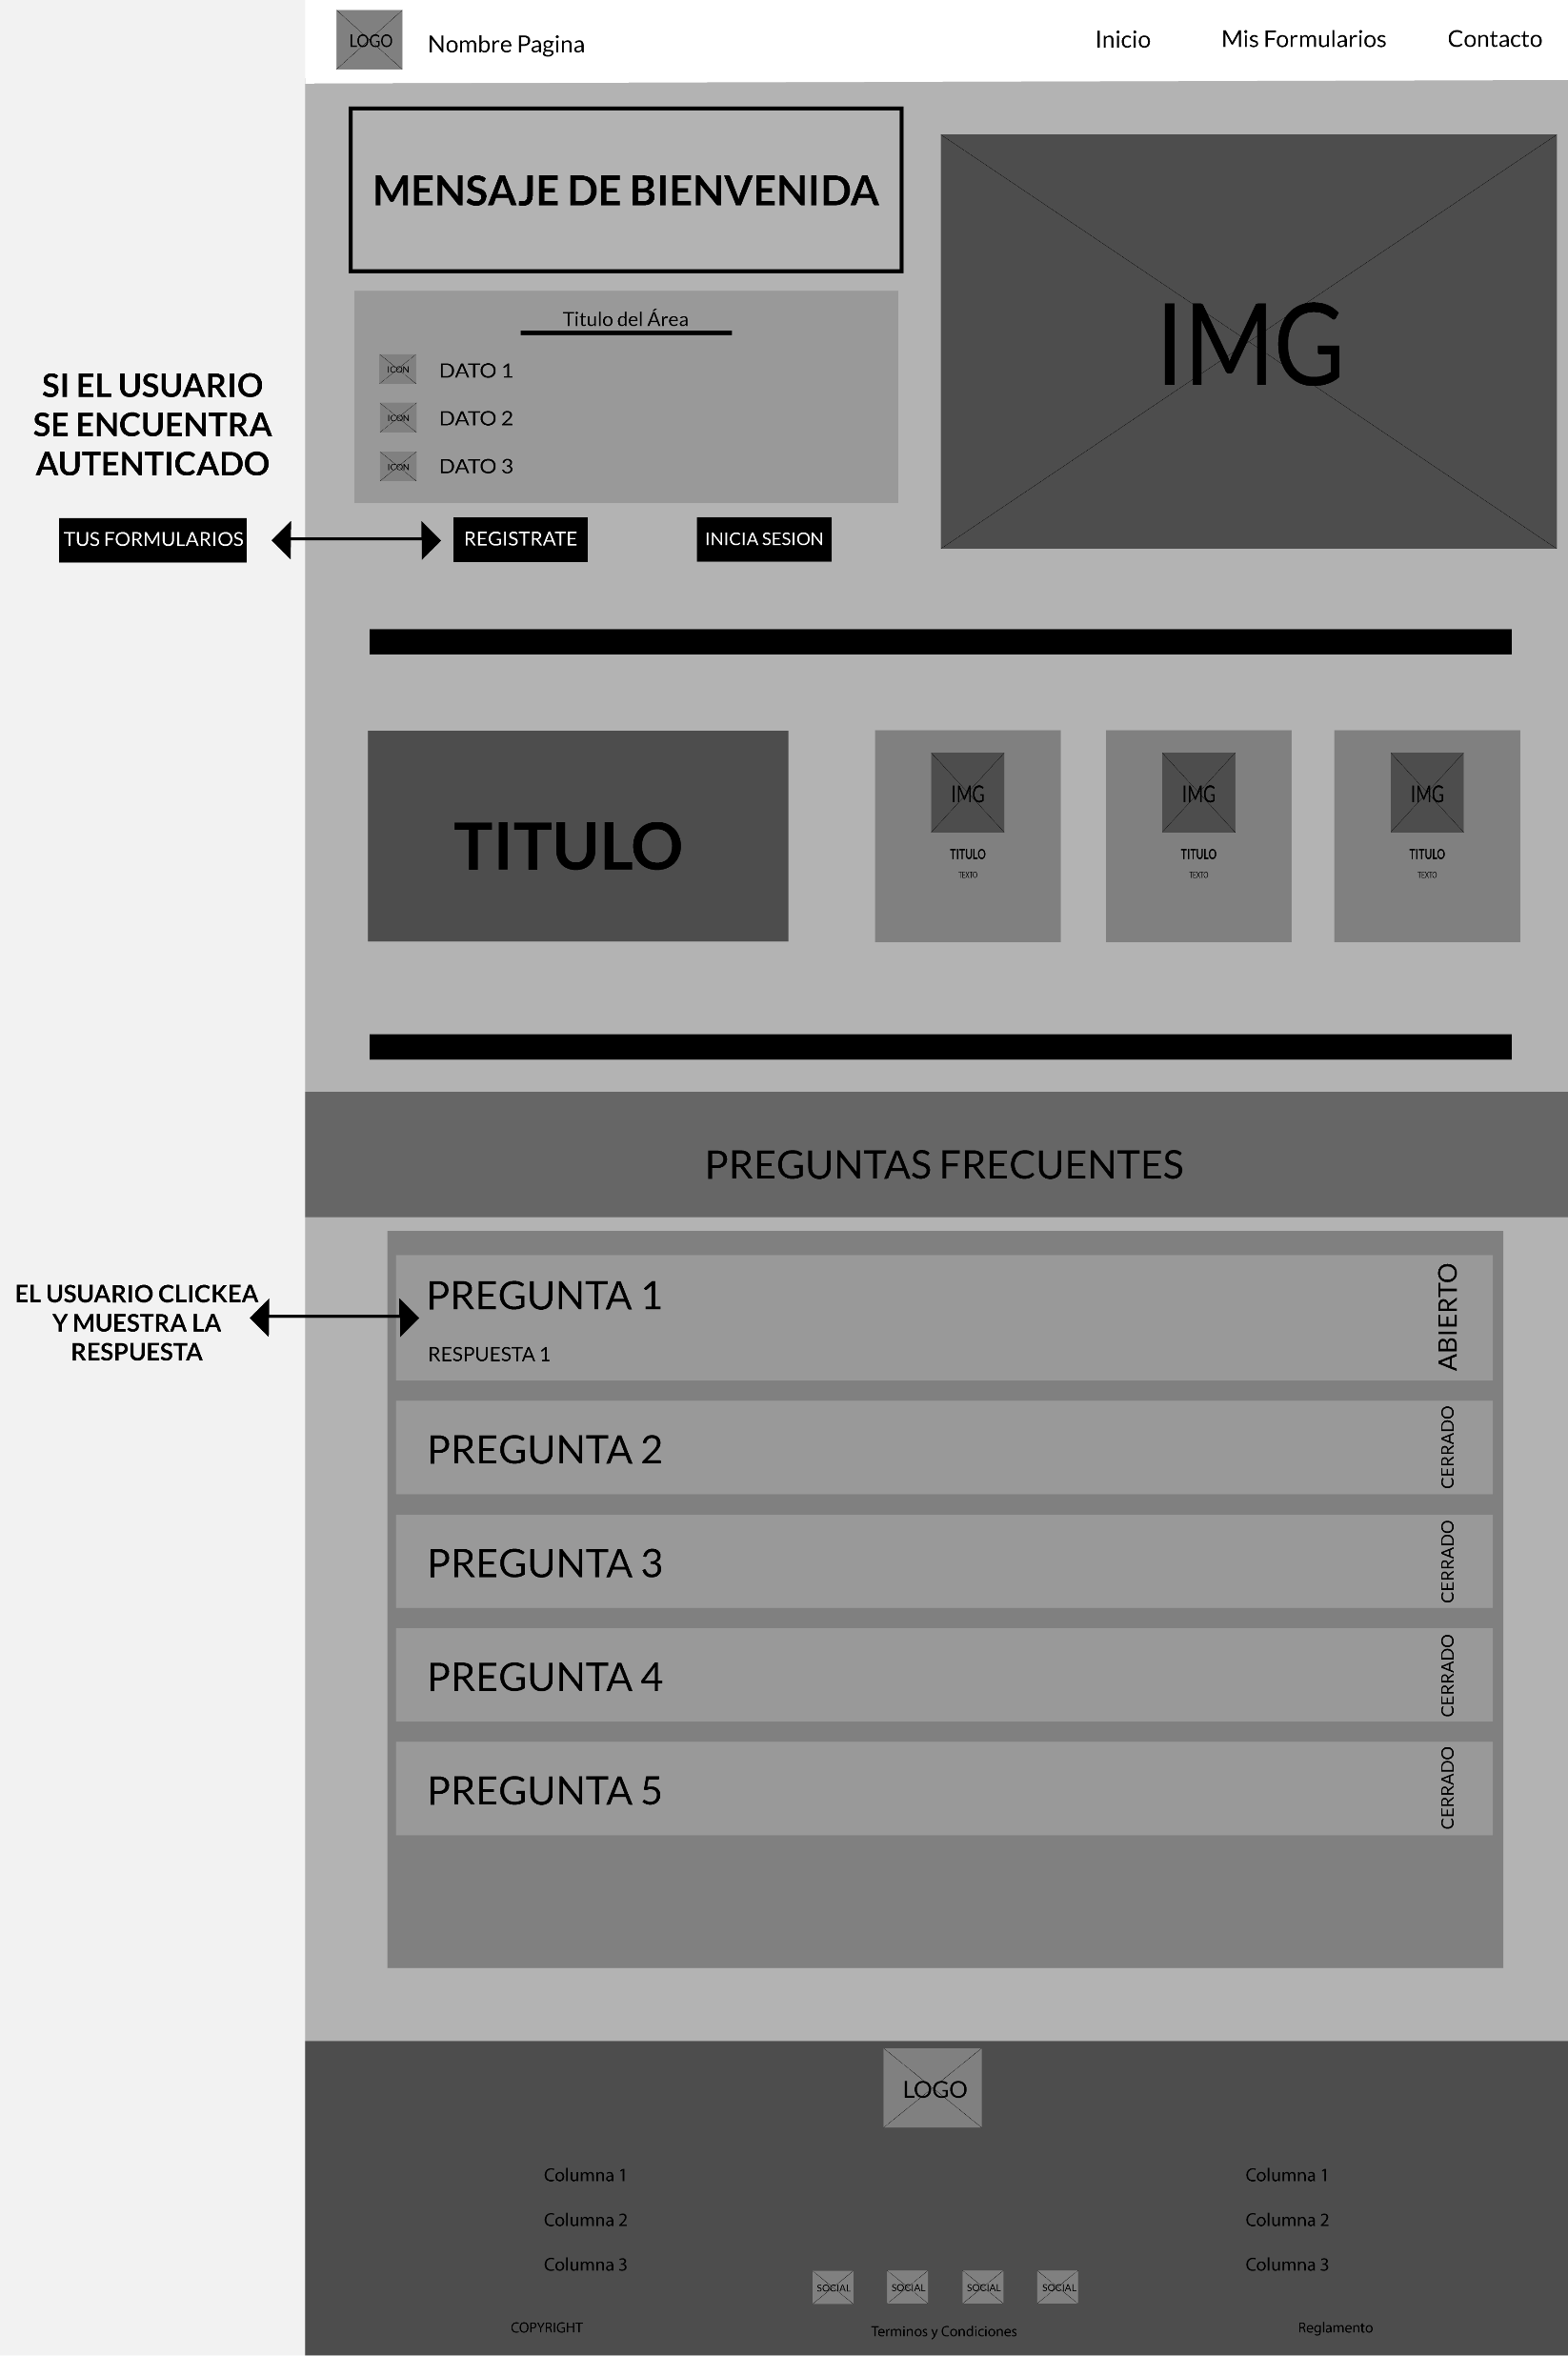 LOGO
Nombre Pagina
Inicio
Mis Formularios
Contacto
MENSAJE DE BIENVENIDA
IMG
Titulo del Área
ICON
DATO 1
ICON
DATO 2
ICON
DATO 3
SI EL USUARIO
SE ENCUENTRA
AUTENTICADO
TUS FORMULARIOS
REGISTRATE
INICIA SESION
TITULO
IMG
TITULO
TEXTO
IMG
TITULO
TEXTO
IMG
TITULO
TEXTO
PREGUNTAS FRECUENTES
EL USUARIO CLICKEA
Y MUESTRA LA
RESPUESTA
PREGUNTA 1
RESPUESTA 1
ABIERTO
PREGUNTA 2
CERRADO
PREGUNTA 3
CERRADO
PREGUNTA 4
CERRADO
PREGUNTA 5
CERRADO
LOGO
Columna 1
Columna 2
Columna 3
Columna 1
Columna 2
Columna 3
SOCIAL
SOCIAL
SOCIAL
SOCIAL
COPYRIGHT
Terminos y Condiciones
Reglamento